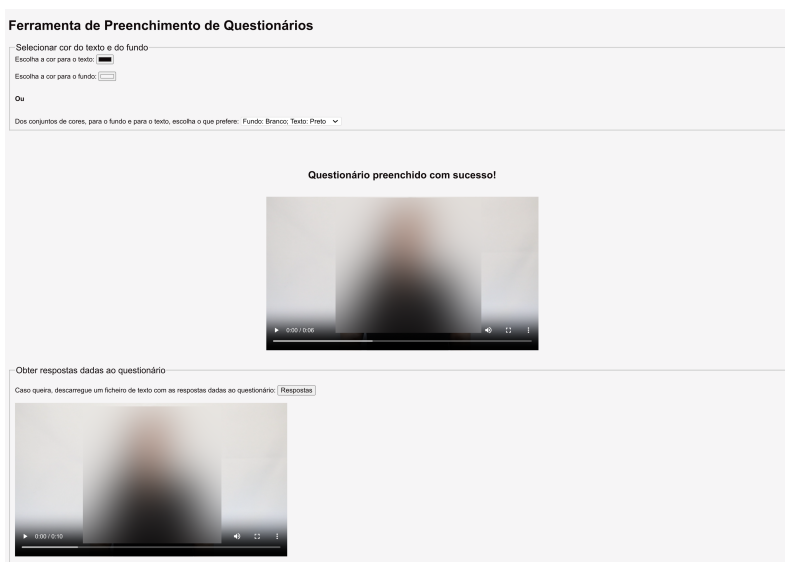 Ferramenta de Preenchimento de Questionários
Selecionar cor do texto e do fundo
Escolha a cor para o texto:
Escolha a cor para o fundo:
Ou
Dos conjuntos de cores, para o fundo e para o texto, escolha o que prefere: Fundo: Branco; Texto: Preto
Questionário preenchido com sucesso!
0:00 / 0:06
Obter respostas dadas ao questionário
Caso queira, descarregue um ficheiro de texto com as respostas dadas ao questionário: Respostas
0:00 / 0:10